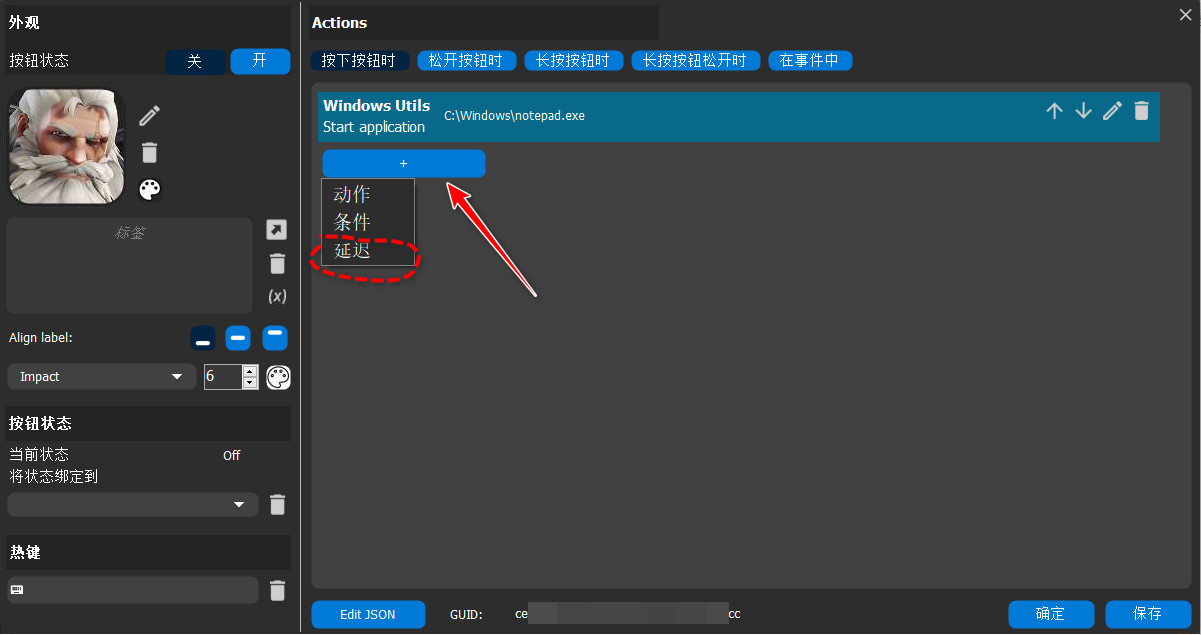 外观
按钮状态
关
开
标签
Align label:
Impact
6
按钮状态
当前状态
Off
将状态绑定到
热键
Actions
按下按钮时
松开按钮时
长按按钮时
长按按钮松开时
在事件中
Windows Utils
Start application
C:\Windows\notepad.exe
+
动作
条件
延迟
(x)
Edit JSON
GUID:
ce
cc
确定
保存